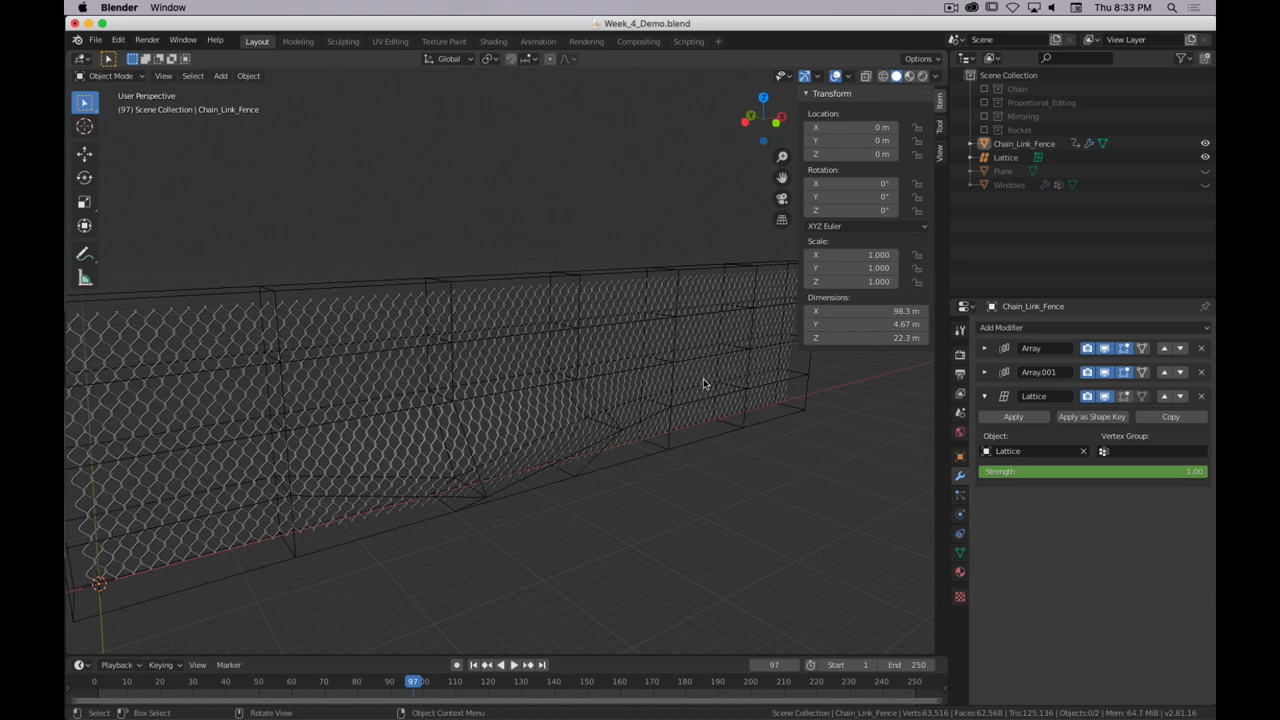 Blender Window Thu 8:33 PM
Week_4_Demo.blend
File Edit Render Window Help Layout Modeling Sculpting UV Editing Texture Paint Shading Animation Rendering Compositing Scripting + Scene View Layer
Global Options
Object Mode View Select Add Object
User Perspective
(97) Scene Collection | Chain_Link_Fence
Z
Y
X
Transform
Location:
X 0 m
Y 0 m
Z 0 m
Rotation:
X 0°
Y 0°
Z 0°
XYZ Euler
Scale:
X 1.000
Y 1.000
Z 1.000
Dimensions:
X 98.3 m
Y 4.67 m
Z 22.3 m
Item
Tool
View
Scene Collection
Chain
Proportional_Editing
Mirroring
Rocket
Chain_Link_Fence
Lattice
Plane
Windows
Chain_Link_Fence
Add Modifier
Array
Array.001
Lattice
Apply Apply as Shape Key Copy
Object: Vertex Group:
Lattice
Strength 1.00
Playback Keying View Marker 97 Start 1 End 250
0 10 20 30 40 50 60 70 80 90 97 110 120 130 140 150 160 170 180 190 200 210 220 230 240 250
Select Box Select Rotate View Object Context Menu Scene Collection | Chain_Link_Fence | Verts:63,516 | Faces:62,568 | Tris:125,136 | Objects:0/2 | Mem: 64.7 MiB | v2.81.16